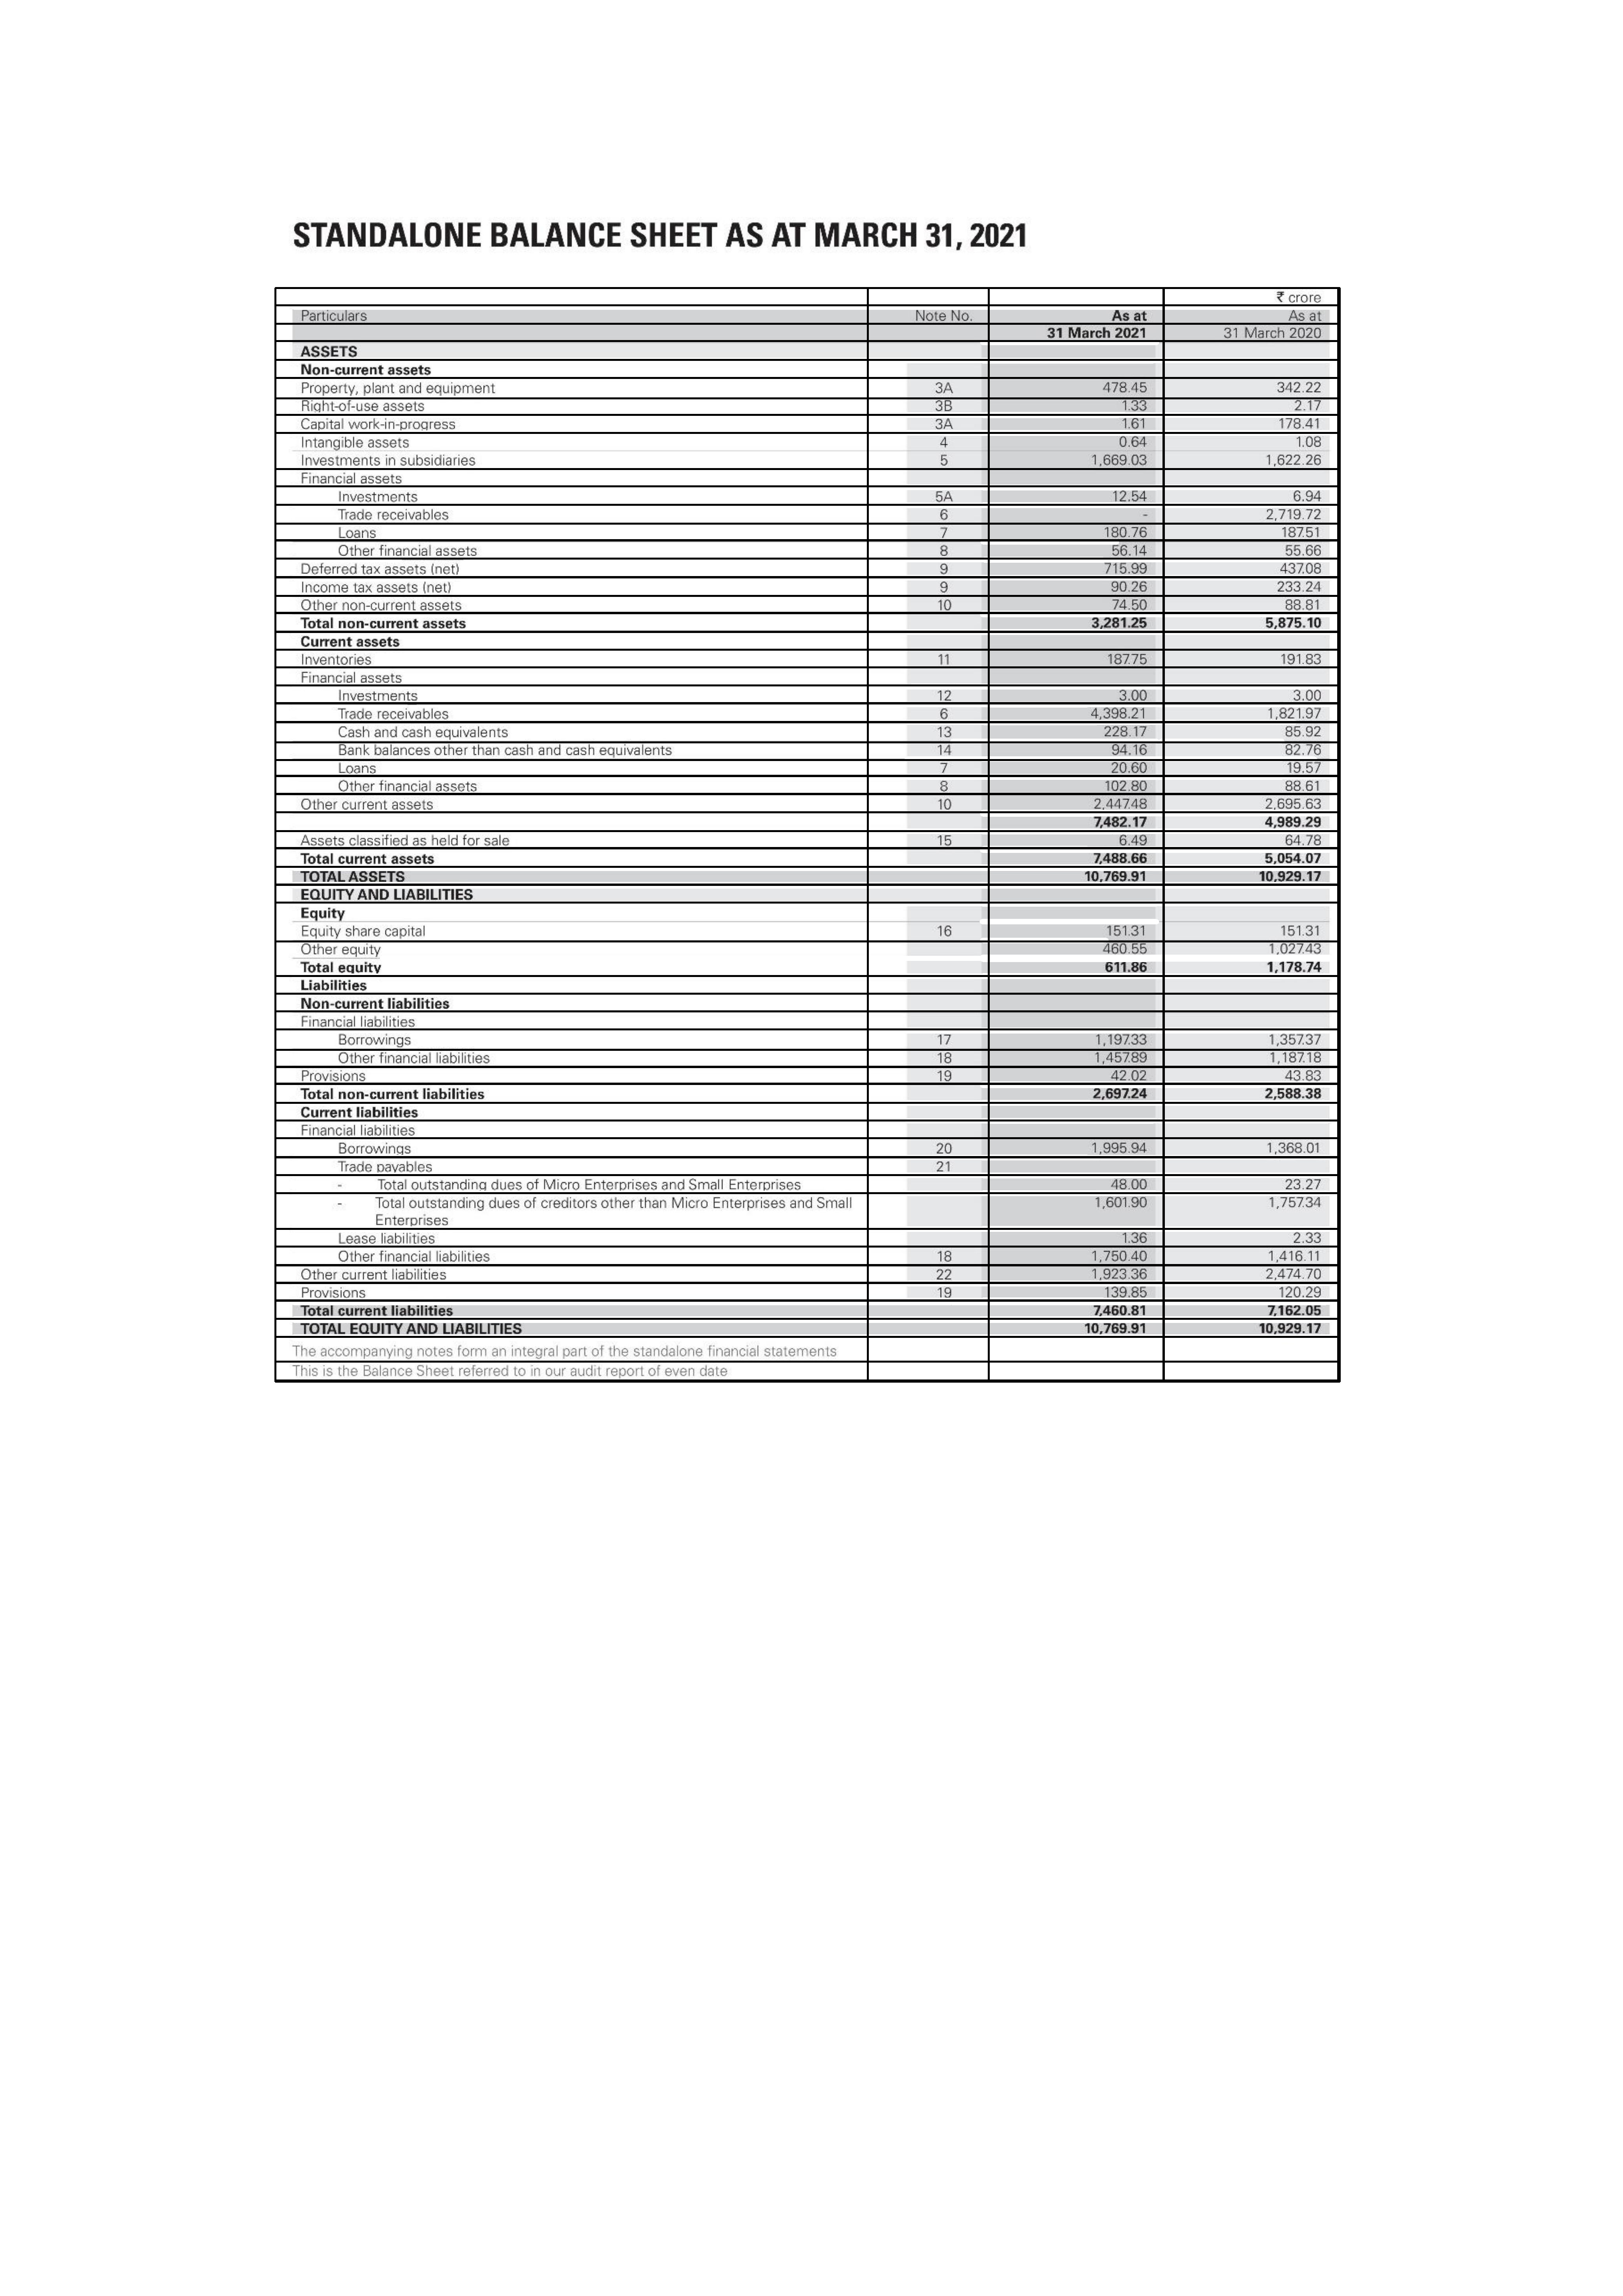 STANDALONE BALANCE SHEET AS AT MARCH 31, 2021
₹ crore
Particulars Note No. As at As at
31 March 2021 31 March 2020
ASSETS
Non-current assets
Property, plant and equipment 3A 478.45 342.22
Right-of-use assets 3B 1.33 2.17
Capital work-in-progress 3A 1.61 178.41
Intangible assets 4 0.64 1.08
Investments in subsidiaries 5 1,669.03 1,622.26
Financial assets
Investments 5A 12.54 6.94
Trade receivables 6 - 2,719.72
Loans 7 180.76 187.51
Other financial assets 8 56.14 55.66
Deferred tax assets (net) 9 715.99 437.08
Income tax assets (net) 9 90.26 233.24
Other non-current assets 10 74.50 88.81
Total non-current assets 3,281.25 5,875.10
Current assets
Inventories 11 187.75 191.83
Financial assets
Investments 12 3.00 3.00
Trade receivables 6 4,398.21 1,821.97
Cash and cash equivalents 13 228.17 85.92
Bank balances other than cash and cash equivalents 14 94.16 82.76
Loans 7 20.60 19.57
Other financial assets 8 102.80 88.61
Other current assets 10 2,447.48 2,695.63
7,482.17 4,989.29
Assets classified as held for sale 15 6.49 64.78
Total current assets 7,488.66 5,054.07
TOTAL ASSETS 10,769.91 10,929.17
EQUITY AND LIABILITIES
Equity
Equity share capital 16 151.31 151.31
Other equity 460.55 1,027.43
Total equity 611.86 1,178.74
Liabilities
Non-current liabilities
Financial liabilities
Borrowings 17 1,197.33 1,357.37
Other financial liabilities 18 1,457.89 1,187.18
Provisions 19 42.02 43.83
Total non-current liabilities 2,697.24 2,588.38
Current liabilities
Financial liabilities
Borrowings 20 1,995.94 1,368.01
Trade payables 21
- Total outstanding dues of Micro Enterprises and Small Enterprises 48.00 23.27
- Total outstanding dues of creditors other than Micro Enterprises and Small 1,601.90 1,757.34
Enterprises
Lease liabilities 1.36 2.33
Other financial liabilities 18 1,750.40 1,416.11
Other current liabilities 22 1,923.36 2,474.70
Provisions 19 139.85 120.29
Total current liabilities 7,460.81 7,162.05
TOTAL EQUITY AND LIABILITIES 10,769.91 10,929.17
The accompanying notes form an integral part of the standalone financial statements
This is the Balance Sheet referred to in our audit report of even date